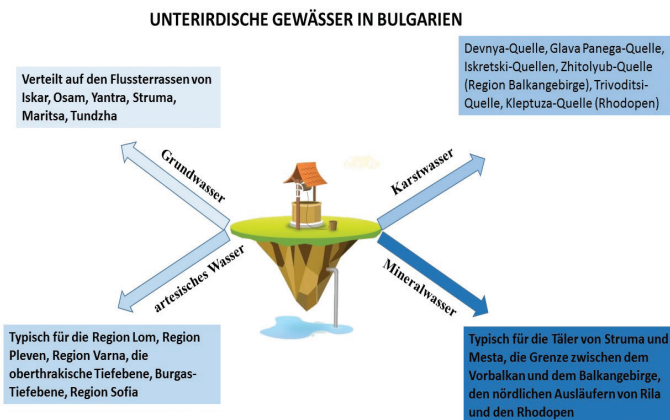 UNTERIRDISCHE GEWÄSSER IN BULGARIEN
Verteilt auf den Flussterrassen von
Iskar, Osam, Yantra, Struma,
Maritsa, Tundzha
Devnya-Quelle, Glava Panega-Quelle,
Iskretski-Quellen, Zhitolyub-Quelle
(Region Balkangebirge), Trivoditsi-
Quelle, Kleptuza-Quelle (Rhodopen)
Grundwasser
Karstwasser
artesisches Wasser
Mineralwasser
Typisch für die Region Lom, Region
Pleven, Region Varna, die
oberthrakische Tiefebene, Burgas-
Tiefebene, Region Sofia
Typisch für die Täler von Struma und
Mesta, die Grenze zwischen dem
Vorbalkan und dem Balkangebirge,
den nördlichen Ausläufern von Rila
und den Rhodopen